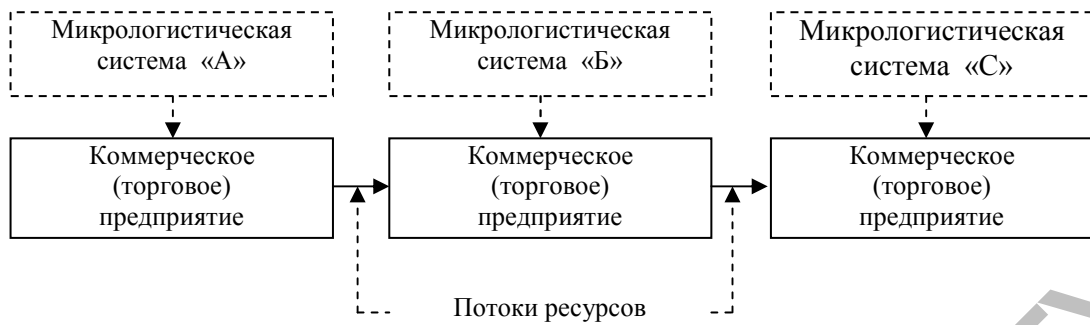 Микрологистическая
система «А»
Микрологистическая
система «Б»
Микрологистическая
система «С»
Коммерческое
(торговое)
предприятие
Коммерческое
(торговое)
предприятие
Коммерческое
(торговое)
предприятие
Потоки ресурсов